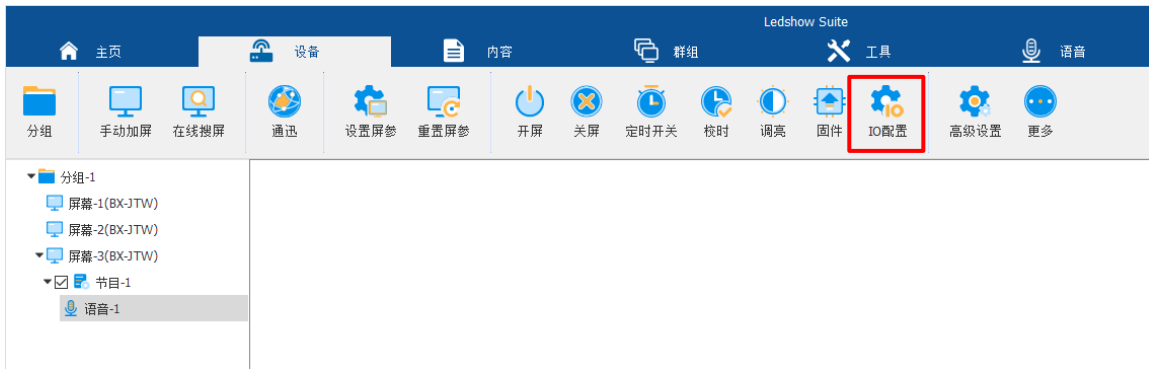 Ledshow Suite
主页 设备 内容 群组 工具 语音
分组 手动加屏 在线搜屏 通迅 设置屏参 重置屏参 开屏 关屏 定时开关 校时 调亮 固件 IO配置 高级设置 更多
分组-1
屏幕-1(BX-JTW)
屏幕-2(BX-JTW)
屏幕-3(BX-JTW)
节目-1
语音-1